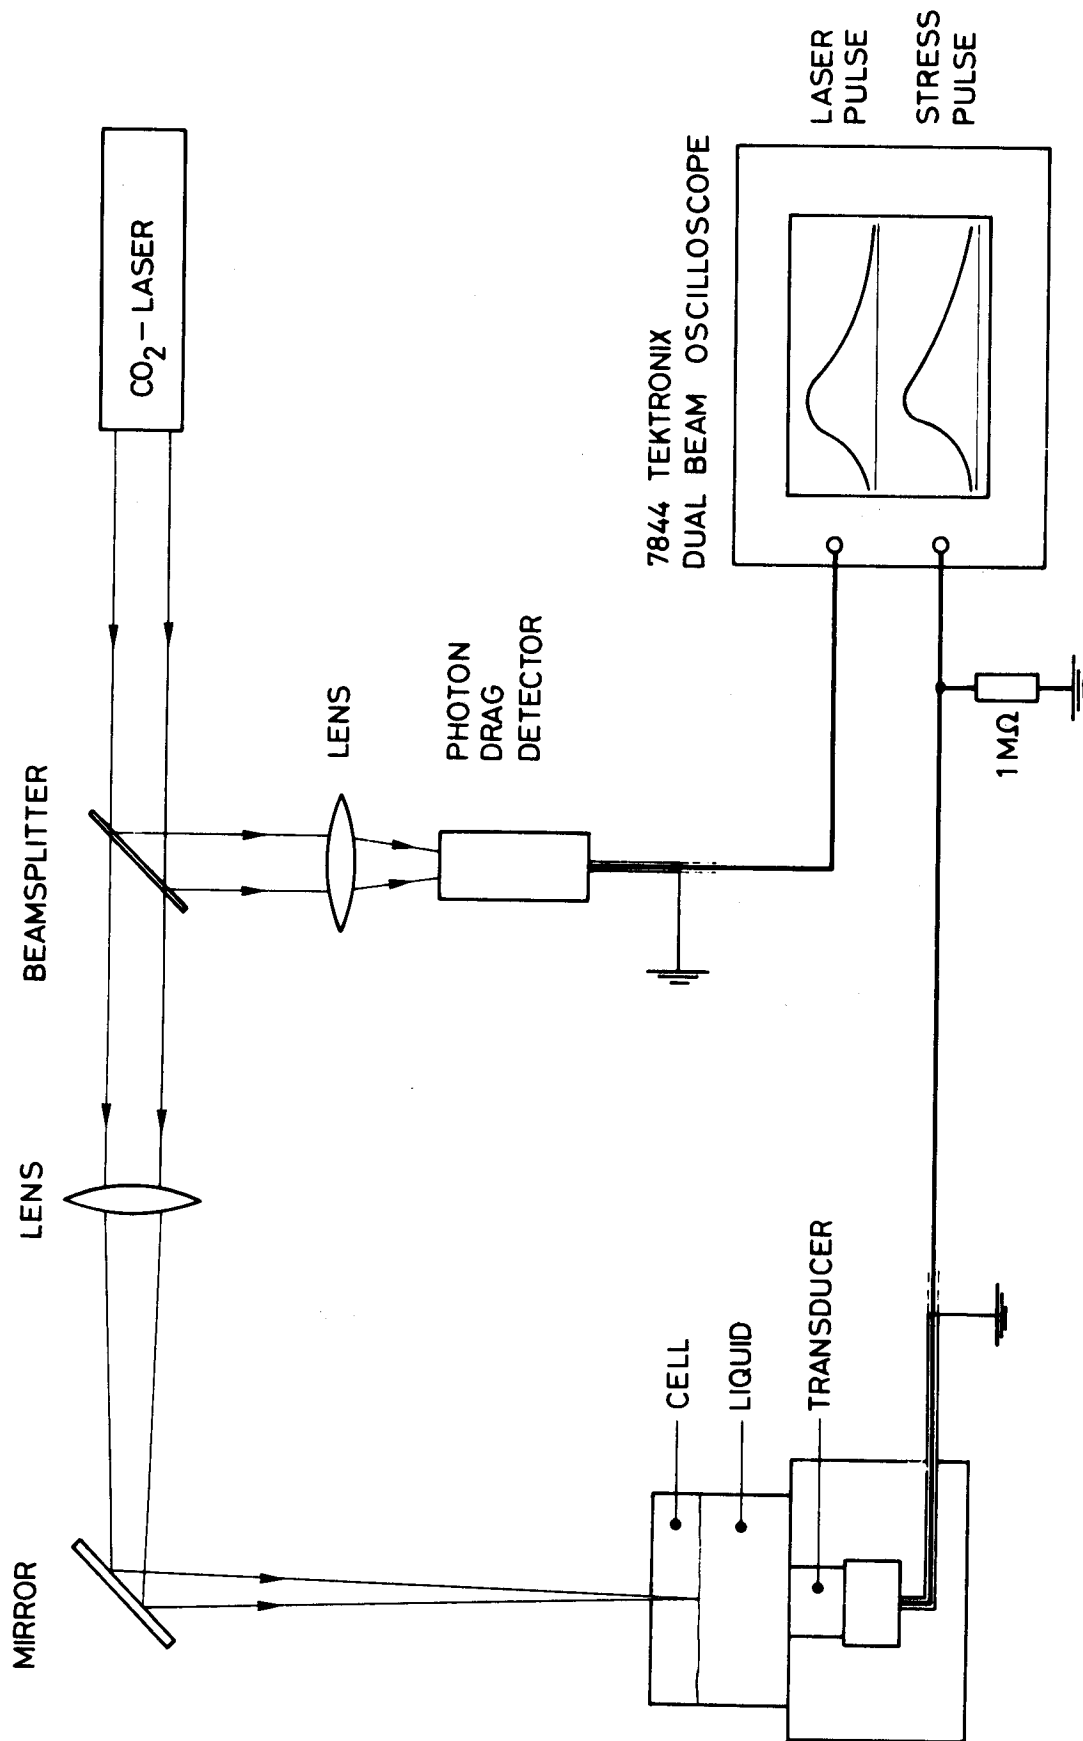 MIRROR
LENS
BEAMSPLITTER
CO₂-LASER
LENS
PHOTON
DRAG
DETECTOR
CELL
LIQUID
TRANSDUCER
7844 TEKTRONIX
DUAL BEAM OSCILLOSCOPE
LASER
PULSE
STRESS
PULSE
1 MΩ